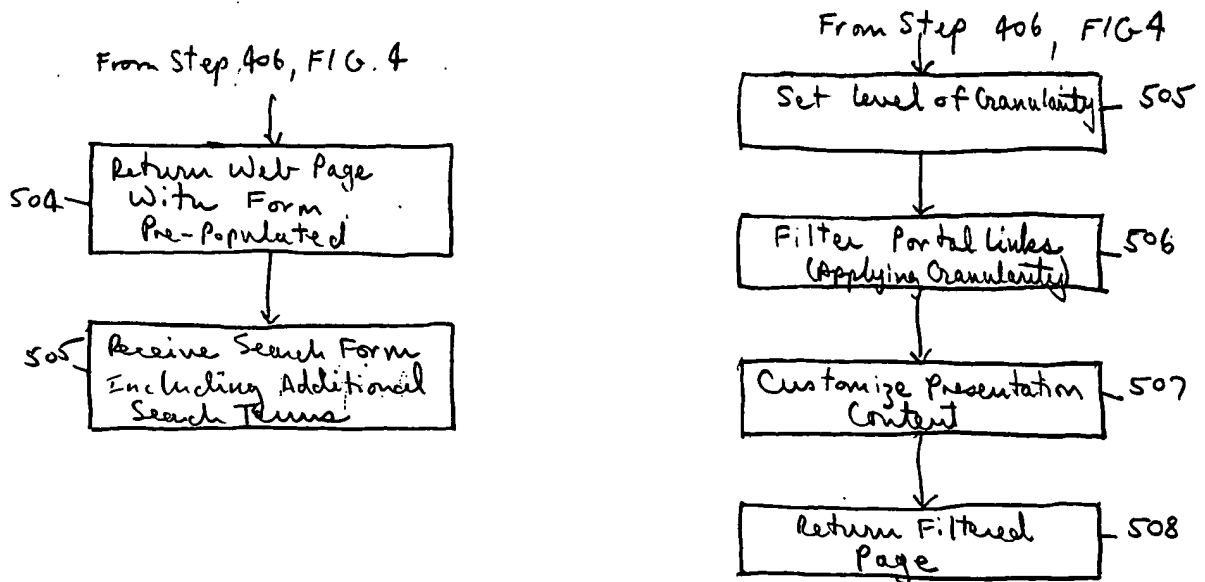 From Step 406, FIG. 4
504
Return Web Page
With Form
Pre-Populated
505
Receive Search Form
Including Additional
Search Terms
From Step 406, FIG 4
Set Level of Granularity
505
Filter Portal Links
(Applying Granularity)
506
Customize Presentation
Content
507
Return Filtered
Page
508